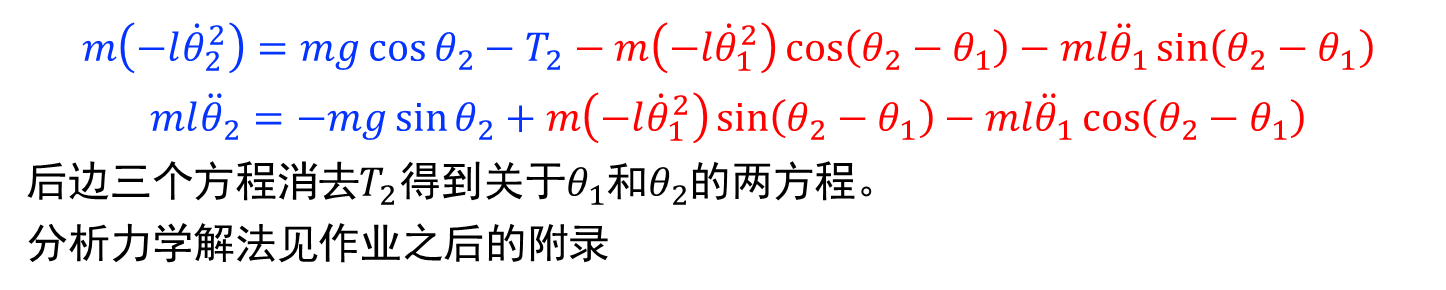 m(−lθ̇₂²) = mg cos θ₂ − T₂ − m(−lθ̇₁²) cos(θ₂ − θ₁) − mlθ̈₁ sin(θ₂ − θ₁)
mlθ̈₂ = −mg sin θ₂ + m(−lθ̇₁²) sin(θ₂ − θ₁) − mlθ̈₁ cos(θ₂ − θ₁)
后边三个方程消去T₂得到关于θ₁和θ₂的两方程。
分析力学解法见作业之后的附录